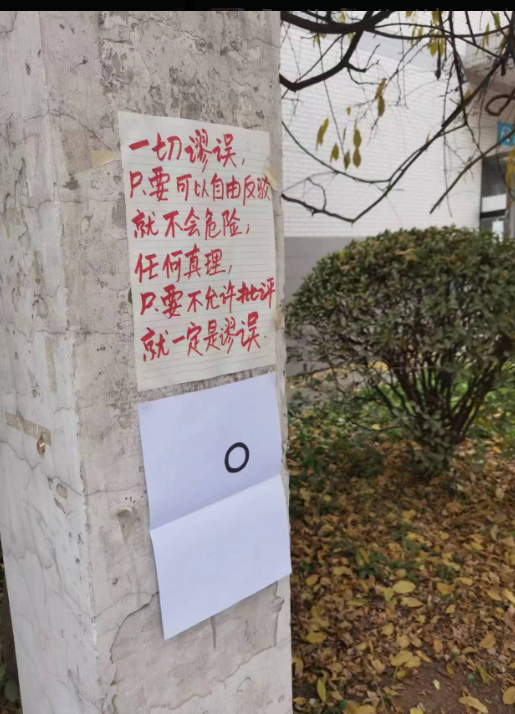 一切谬误，
只要可以自由反驳
就不会危险，
任何真理，
只要不允许批评
就一定是谬误.
O